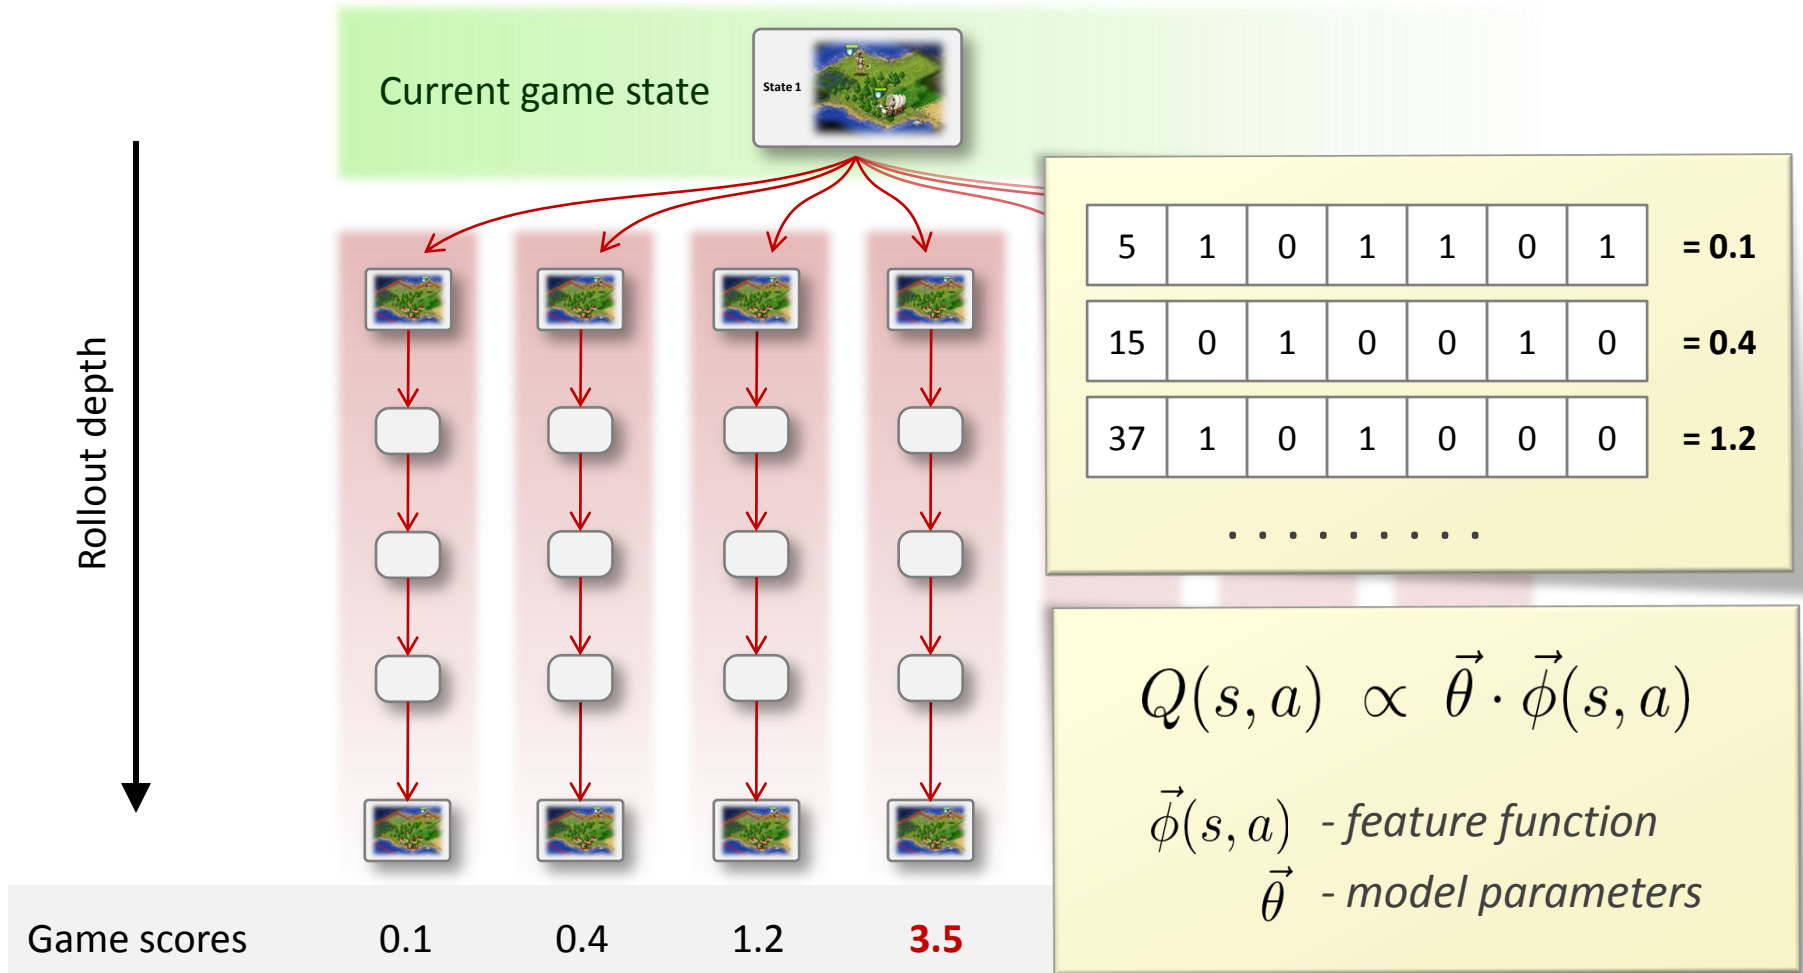 Current game state
State 1
Rollout depth
5 1 0 1 1 0 1 = 0.1
15 0 1 0 0 1 0 = 0.4
37 1 0 1 0 0 0 = 1.2
. . . . . . . . .
Q(s, a) ∝ θ⃗ · ϕ⃗(s, a)
ϕ⃗(s, a) - feature function
θ⃗ - model parameters
Game scores 0.1 0.4 1.2 3.5